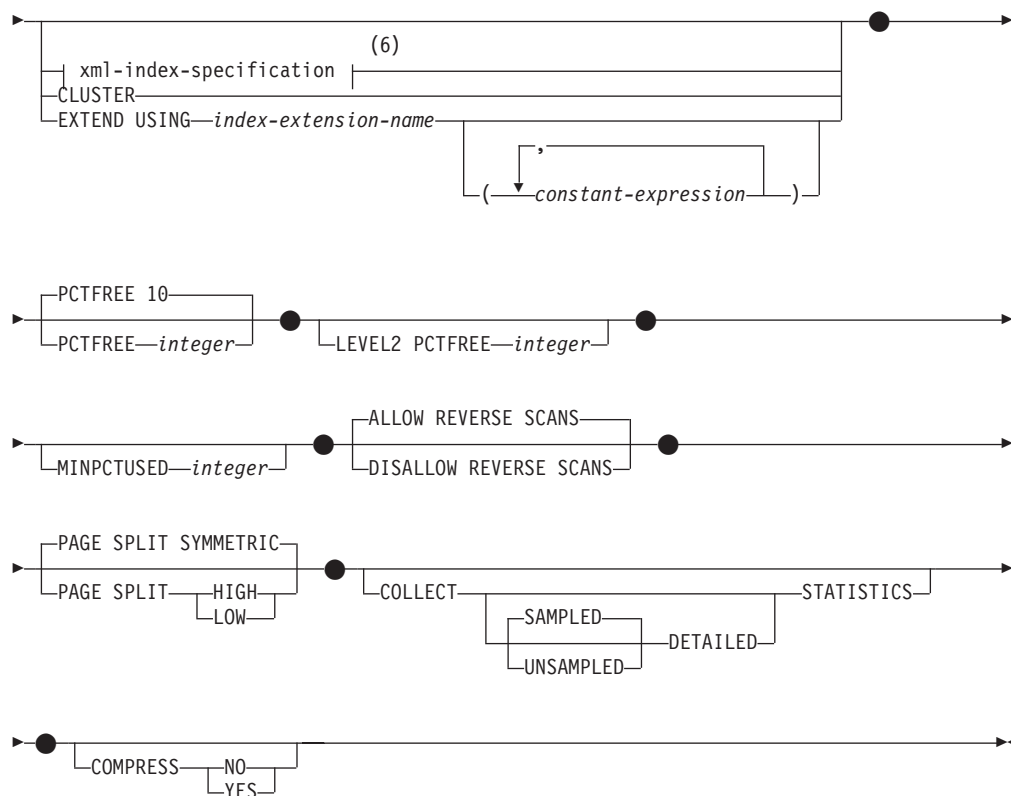 (6)
xml-index-specification
CLUSTER
EXTEND USING index-extension-name
,
( constant-expression )
PCTFREE 10
PCTFREE integer
LEVEL2 PCTFREE integer
MINPCTUSED integer
ALLOW REVERSE SCANS
DISALLOW REVERSE SCANS
PAGE SPLIT SYMMETRIC
PAGE SPLIT HIGH
LOW
COLLECT STATISTICS
SAMPLED
UNSAMPLED
DETAILED
COMPRESS NO
YES